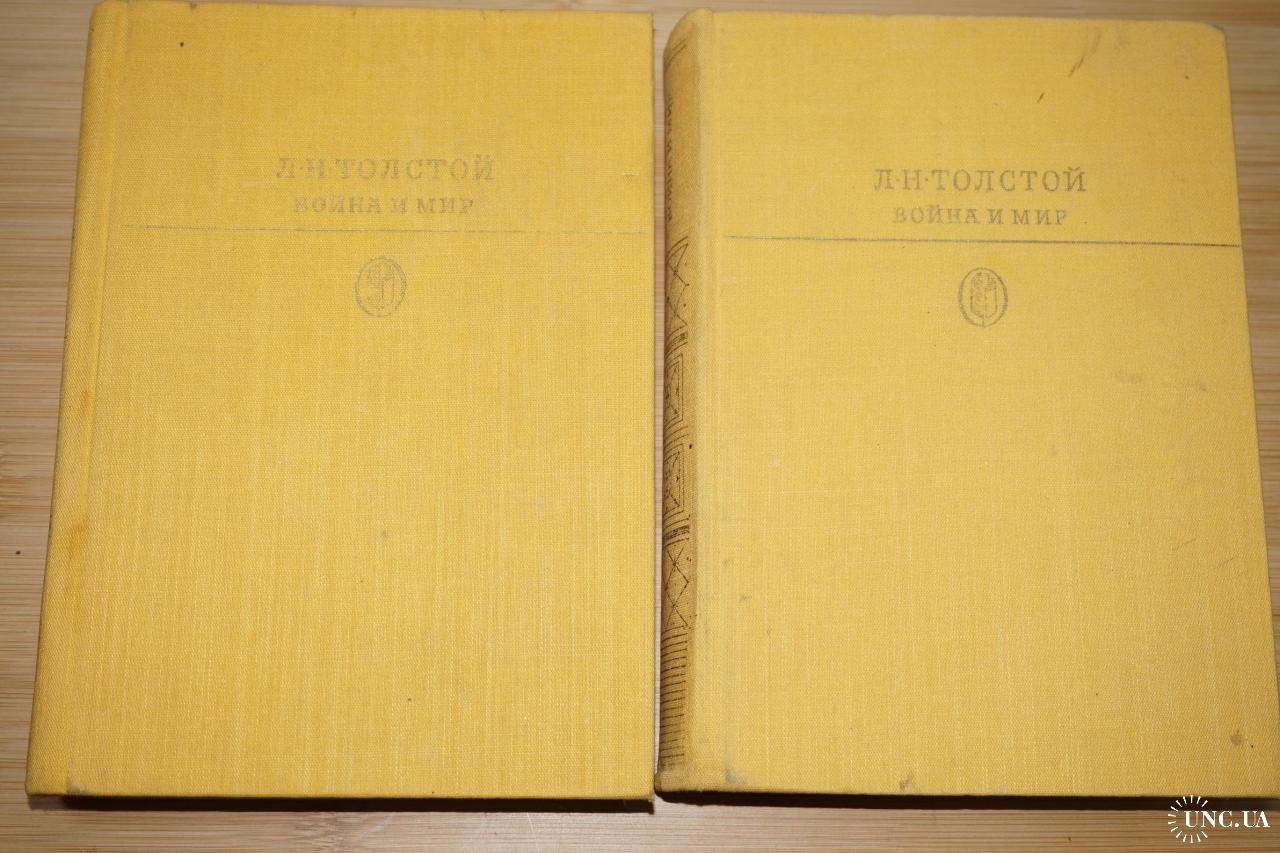 Л·Н ТОЛСТОЙ
ВОЙНА И МИР
Л·Н·ТОЛСТОЙ
ВОЙНА И МИР
UNC.UA